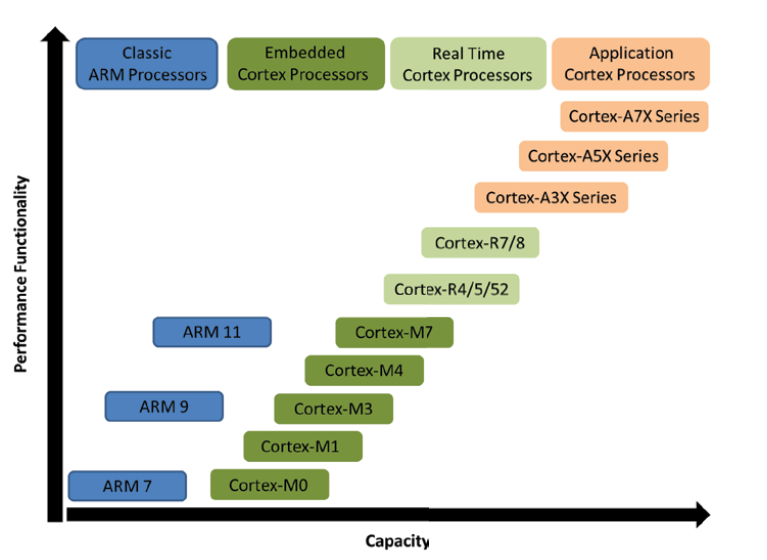 Classic
ARM Processors
Embedded
Cortex Processors
Real Time
Cortex Processors
Application
Cortex Processors
Cortex-A7X Series
Cortex-A5X Series
Cortex-A3X Series
Cortex-R7/8
Cortex-R4/5/52
ARM 11
Cortex-M7
Cortex-M4
ARM 9
Cortex-M3
Cortex-M1
ARM 7
Cortex-M0
Performance Functionality
Capacity